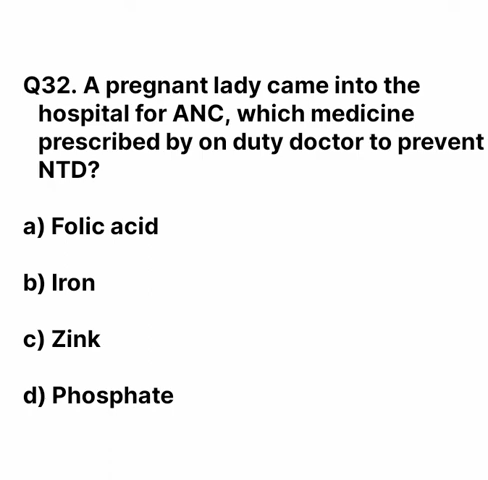 Q32. A pregnant lady came into the
hospital for ANC, which medicine
prescribed by on duty doctor to prevent
NTD?
a) Folic acid
b) Iron
c) Zink
d) Phosphate